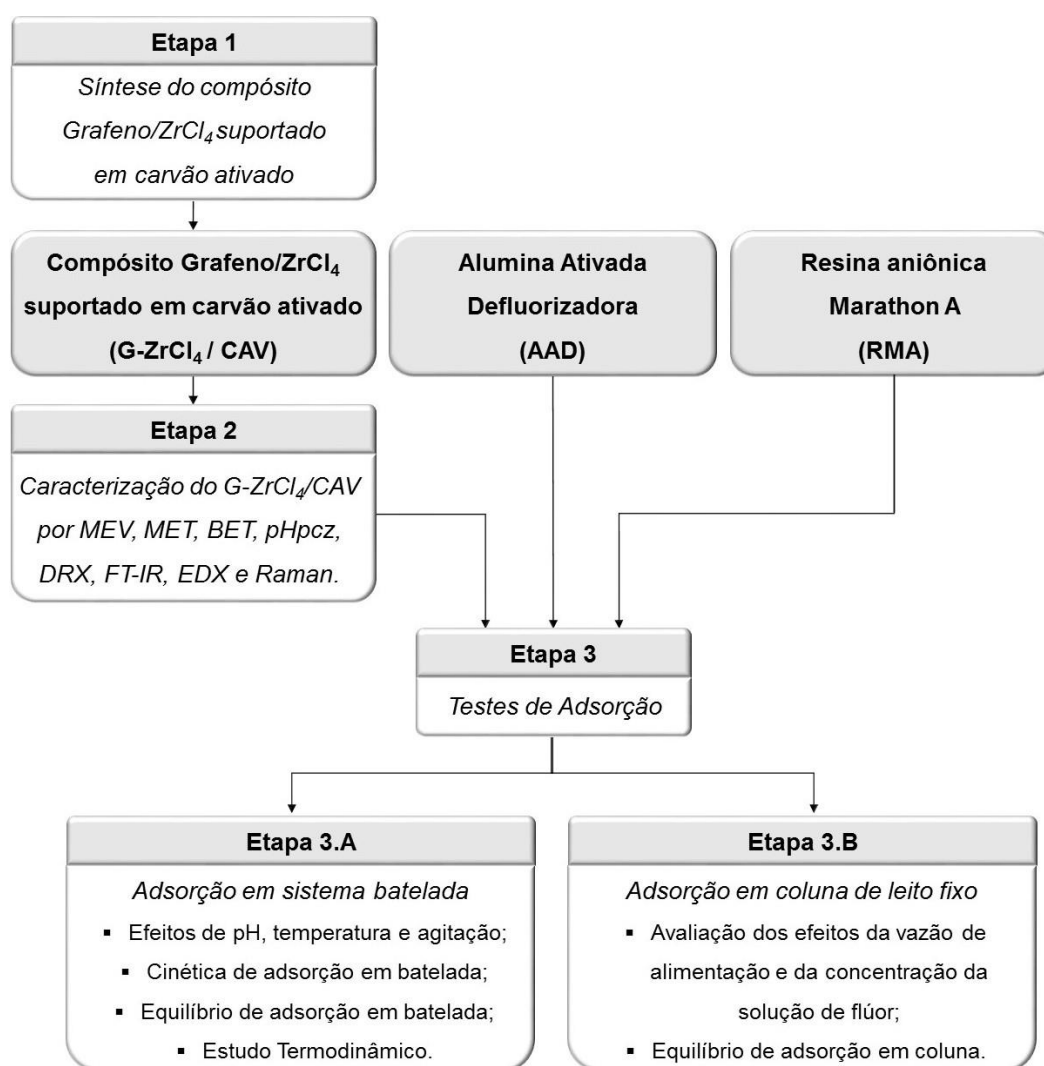 Etapa 1
Síntese do compósito
Grafeno/ZrCl₄ suportado
em carvão ativado
Compósito Grafeno/ZrCl₄
suportado em carvão ativado
(G-ZrCl₄ / CAV)
Alumina Ativada
Defluorizadora
(AAD)
Resina aniônica
Marathon A
(RMA)
Etapa 2
Caracterização do G-ZrCl₄/CAV
por MEV, MET, BET, pHpcz,
DRX, FT-IR, EDX e Raman.
Etapa 3
Testes de Adsorção
Etapa 3.A
Adsorção em sistema batelada
▪ Efeitos de pH, temperatura e agitação;
▪ Cinética de adsorção em batelada;
▪ Equilíbrio de adsorção em batelada;
▪ Estudo Termodinâmico.
Etapa 3.B
Adsorção em coluna de leito fixo
▪ Avaliação dos efeitos da vazão de
alimentação e da concentração da
solução de flúor;
▪ Equilíbrio de adsorção em coluna.